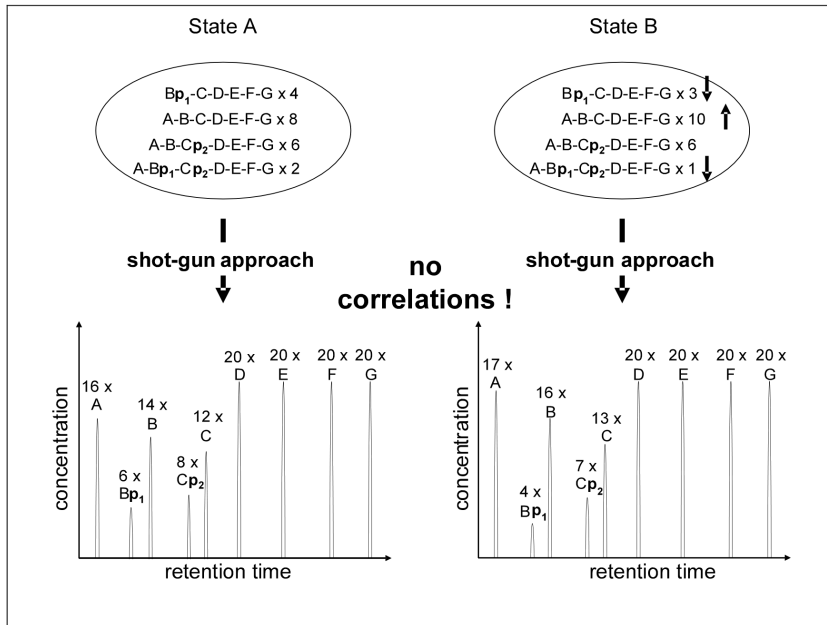 State A
Bp1-C-D-E-F-G x 4
A-B-C-D-E-F-G x 8
A-B-Cp2-D-E-F-G x 6
A-Bp1-Cp2-D-E-F-G x 2
shot-gun approach
State B
Bp1-C-D-E-F-G x 3
A-B-C-D-E-F-G x 10
A-B-Cp2-D-E-F-G x 6
A-Bp1-Cp2-D-E-F-G x 1
shot-gun approach
no
correlations !
concentration
16 x
A
6 x
Bp1
14 x
B
8 x
Cp2
12 x
C
20 x
D
20 x
E
20 x
F
20 x
G
retention time
concentration
17 x
A
4 x
Bp1
16 x
B
7 x
Cp2
13 x
C
20 x
D
20 x
E
20 x
F
20 x
G
retention time